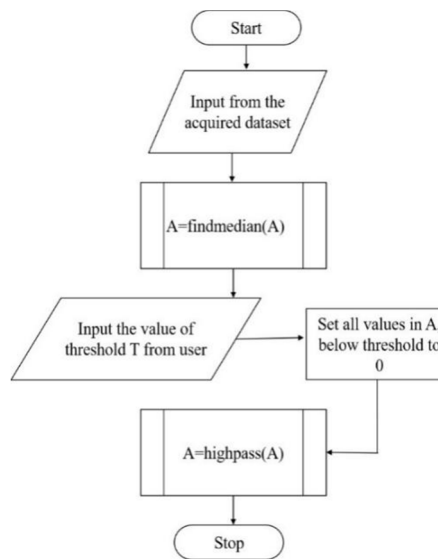 Start
Input from the
acquired dataset
A=findmedian(A)
Input the value of
threshold T from user
Set all values in A,
below threshold to
0
A=highpass(A)
Stop